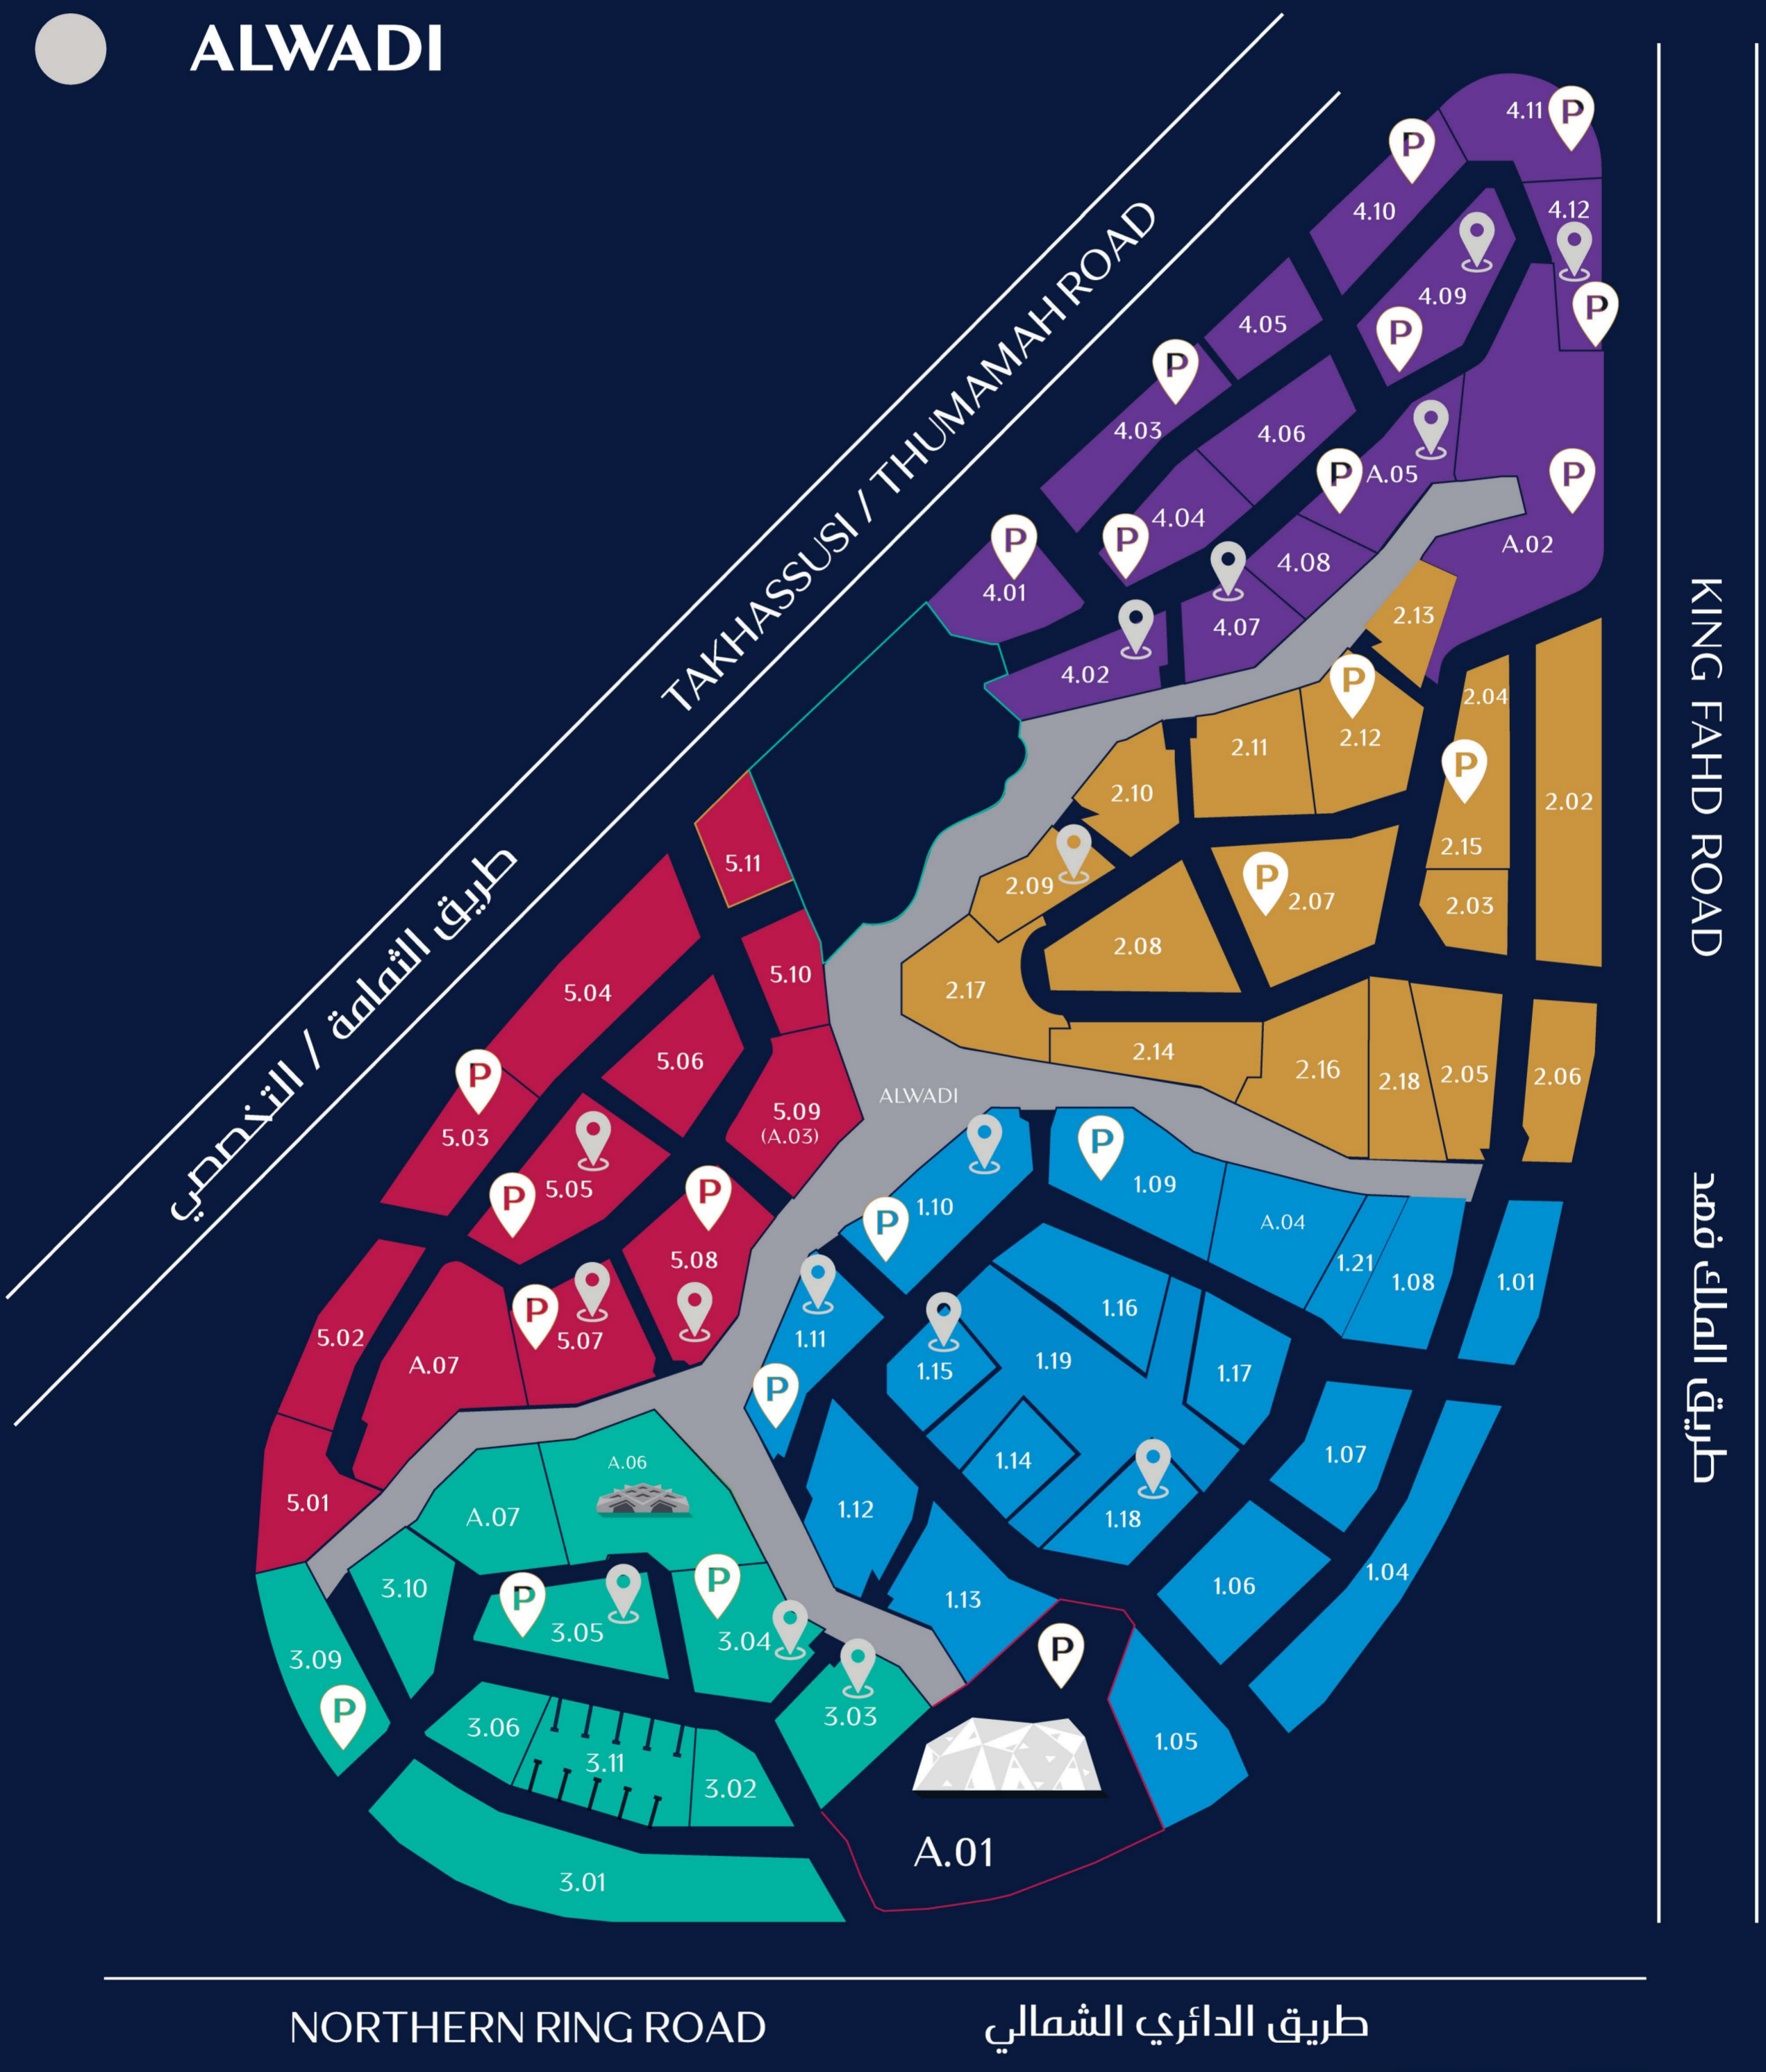 ALWADI
TAKHASSUSI / THUMAMAH ROAD
طريق الثمامة / التخصصي
KING FAHD ROAD
طريق الملك فهد
4.11
P
P
4.10
4.12
4.09
P
P
4.05
P
4.03
4.06
P
A.05
P
4.04
P
P
4.08
A.02
4.01
4.07
2.13
4.02
P
2.04
2.11
2.12
P
2.10
2.02
2.15
5.11
2.09
P
2.07
2.03
2.08
5.10
2.17
5.04
2.14
5.06
2.16
2.18
2.05
2.06
P
5.03
5.09
(A.03)
ALWADI
P
1.09
5.05
P
P
1.10
P
A.04
5.08
1.21
1.08
1.01
P
5.07
5.02
A.07
1.11
P
1.16
1.15
1.19
1.17
5.01
A.06
A.07
1.14
1.07
1.12
1.18
3.10
P
3.05
P
3.04
1.13
1.06
1.04
3.09
P
3.03
P
3.06
3.11
3.02
1.05
3.01
A.01
NORTHERN RING ROAD
طريق الدائري الشمالي